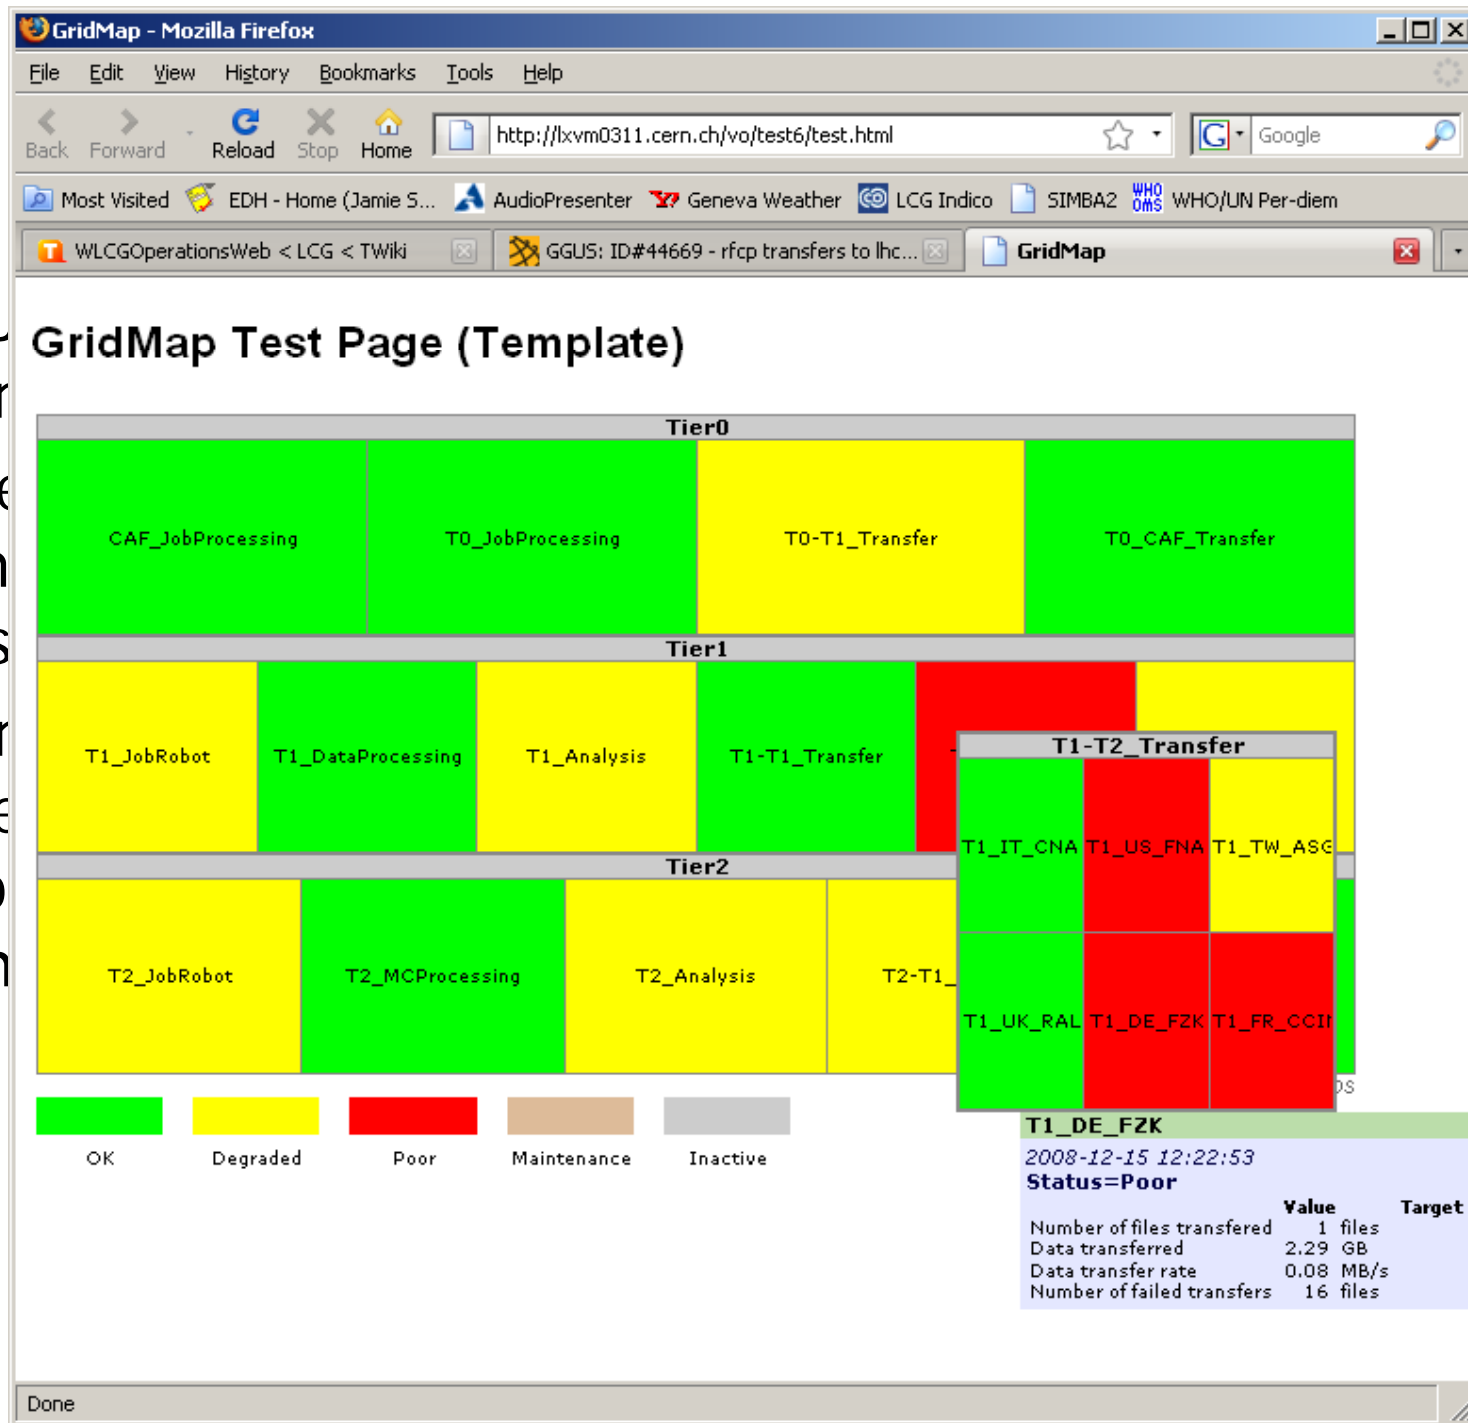 GridMap - Mozilla Firefox
File Edit View History Bookmarks Tools Help
Back Forward Reload Stop Home http://lxvm0311.cern.ch/vo/test6/test.html Google
Most Visited EDH - Home (Jamie S... AudioPresenter Geneva Weather LCG Indico SIMBA2 WHO/UN Per-diem
WLCGOperationsWeb < LCG < TWiki GGUS: ID#44669 - rfcp transfers to lhc... GridMap
GridMap Test Page (Template)
Tier0
CAF_JobProcessing T0_JobProcessing T0-T1_Transfer T0_CAF_Transfer
Tier1
T1_JobRobot T1_DataProcessing T1_Analysis T1-T1_Transfer
T1-T2_Transfer
T1_IT_CNA T1_US_FNA T1_TW_ASG
T1_UK_RAL T1_DE_FZK T1_FR_CCI
Tier2
T2_JobRobot T2_MCProcessing T2_Analysis T2-T1_
OK Degraded Poor Maintenance Inactive
T1_DE_FZK
2008-12-15 12:22:53
Status=Poor
Value Target
Number of files transfered 1 files
Data transferred 2.29 GB
Data transfer rate 0.08 MB/s
Number of failed transfers 16 files
Done